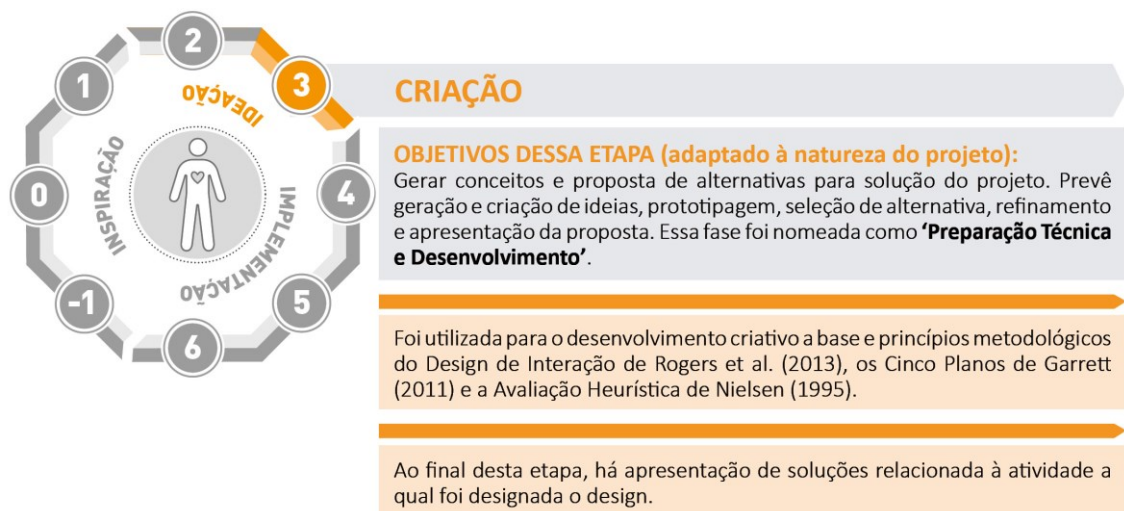 2
1
3
0
4
-1
5
6
INSPIRAÇÃO
IDEAÇÃO
IMPLEMENTAÇÃO
CRIAÇÃO
OBJETIVOS DESSA ETAPA (adaptado à natureza do projeto):
Gerar conceitos e proposta de alternativas para solução do projeto. Prevê
geração e criação de ideias, prototipagem, seleção de alternativa, refinamento
e apresentação da proposta. Essa fase foi nomeada como ‘Preparação Técnica
e Desenvolvimento’.
Foi utilizada para o desenvolvimento criativo a base e princípios metodológicos
do Design de Interação de Rogers et al. (2013), os Cinco Planos de Garrett
(2011) e a Avaliação Heurística de Nielsen (1995).
Ao final desta etapa, há apresentação de soluções relacionada à atividade a
qual foi designada o design.